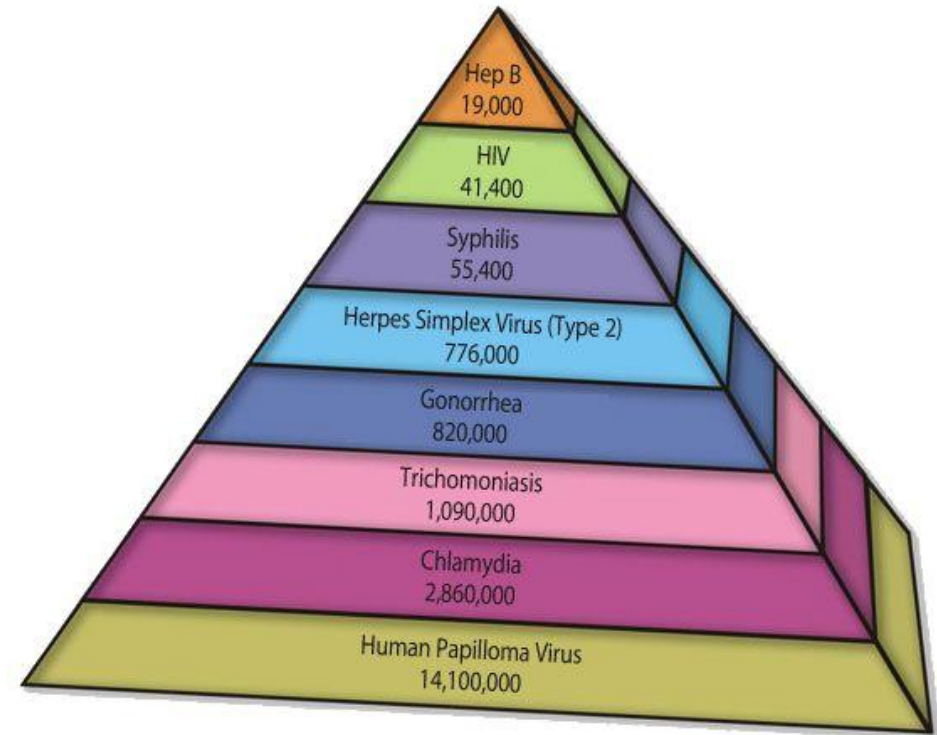 Hep B
19,000
HIV
41,400
Syphilis
55,400
Herpes Simplex Virus (Type 2)
776,000
Gonorrhea
820,000
Trichomoniasis
1,090,000
Chlamydia
2,860,000
Human Papilloma Virus
14,100,000